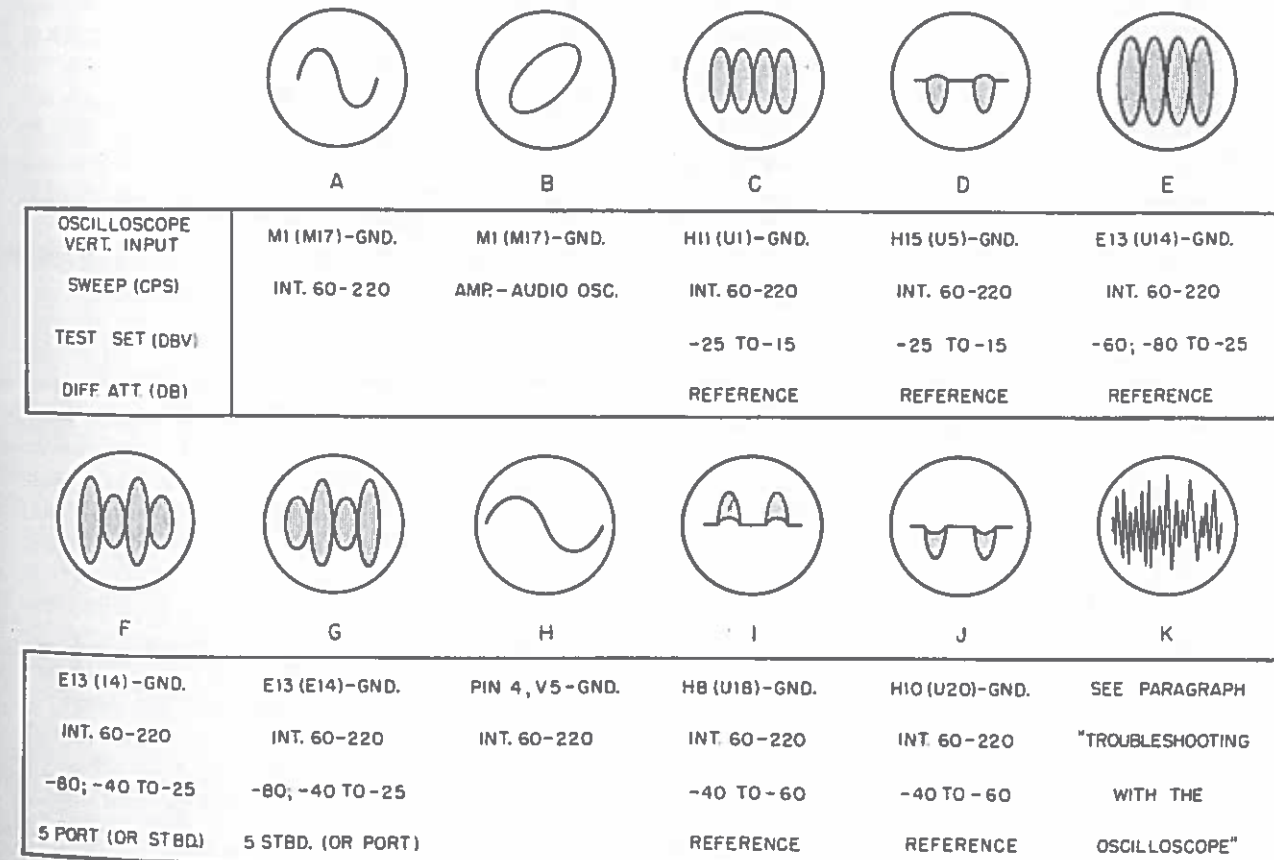 A B C D E
OSCILLOSCOPE
VERT. INPUT M1 (M17)-GND. M1 (M17)-GND. H11 (U1)-GND. H15 (U5)-GND. E13 (U14)-GND.
SWEEP (CPS) INT. 60-220 AMP.-AUDIO OSC. INT. 60-220 INT. 60-220 INT. 60-220
TEST SET (DBV) -25 TO -15 -25 TO -15 -60; -80 TO -25
DIFF. ATT. (DB) REFERENCE REFERENCE REFERENCE
F G H I J K
E13 (14)-GND. E13 (E14)-GND. PIN 4, V5-GND. H8 (U18)-GND. H10 (U20)-GND. SEE PARAGRAPH
INT. 60-220 INT. 60-220 INT. 60-220 INT. 60-220 INT. 60-220 "TROUBLESHOOTING
-80; -40 TO -25 -80; -40 TO -25 -40 TO -60 -40 TO -60 WITH THE
5 PORT (OR STBD.) 5 STBD. (OR PORT) REFERENCE REFERENCE OSCILLOSCOPE"